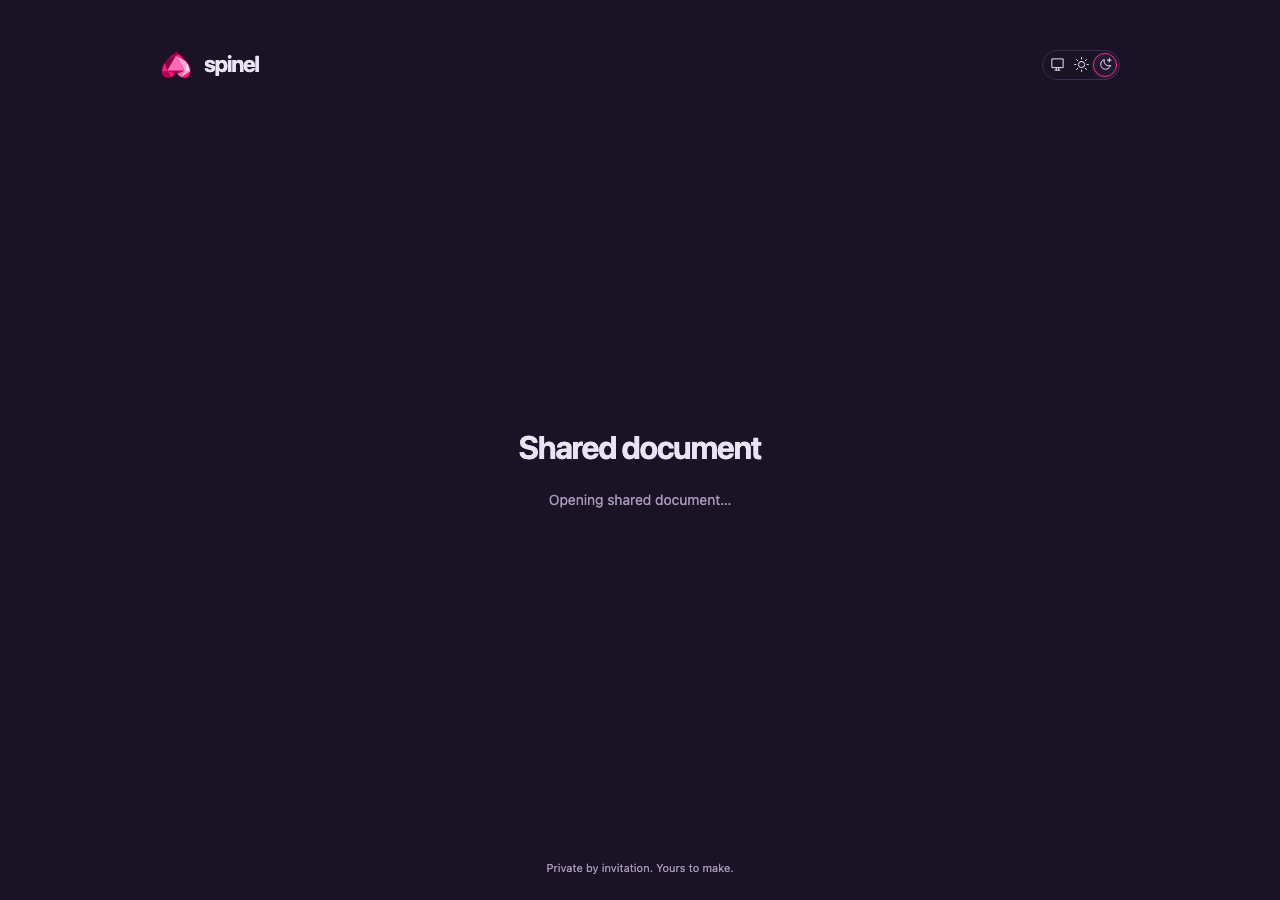 spinel
Shared document
Opening shared document...
Private by invitation. Yours to make.